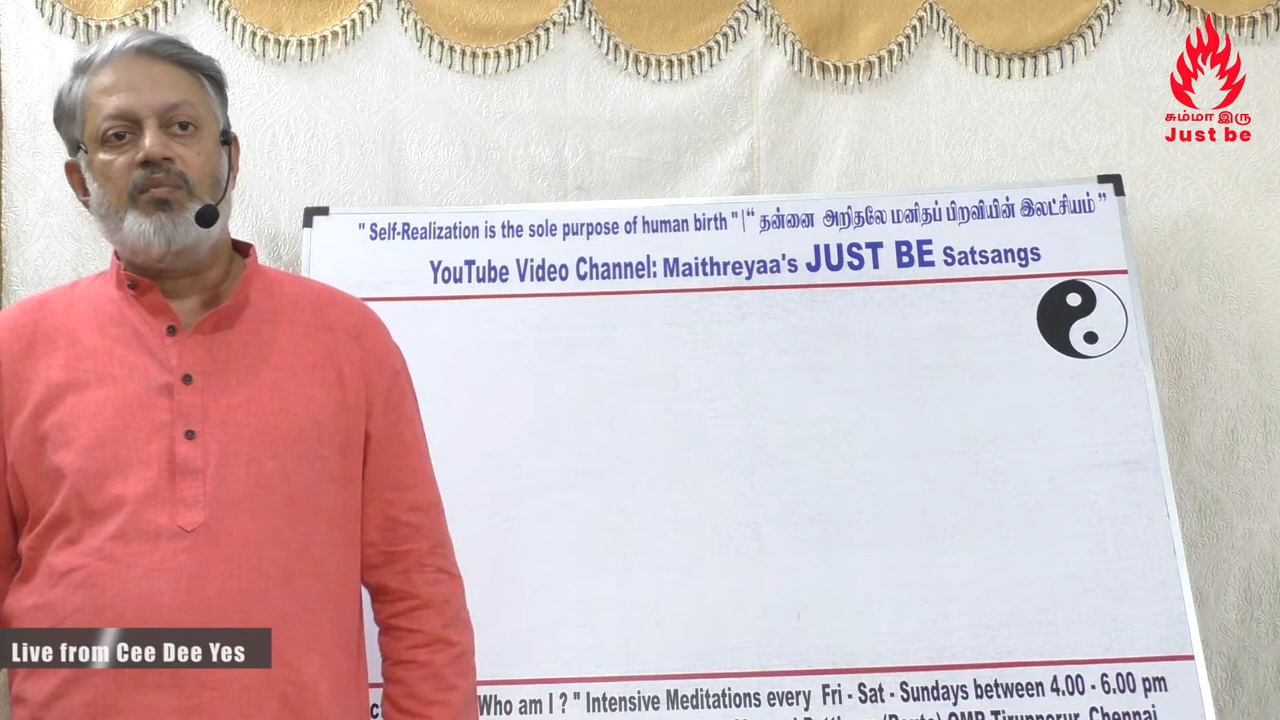 சும்மா இரு
Just be
" Self-Realization is the sole purpose of human birth " | “ தன்னை அறிதலே மனிதப் பிறவியின் இலட்சியம் ”
YouTube Video Channel: Maithreyaa's JUST BE Satsangs
Who am I ? " Intensive Meditations every Fri - Sat - Sundays between 4.00 - 6.00 pm
(Route) OMR Tirupporur, Chennai
Live from Cee Dee Yes